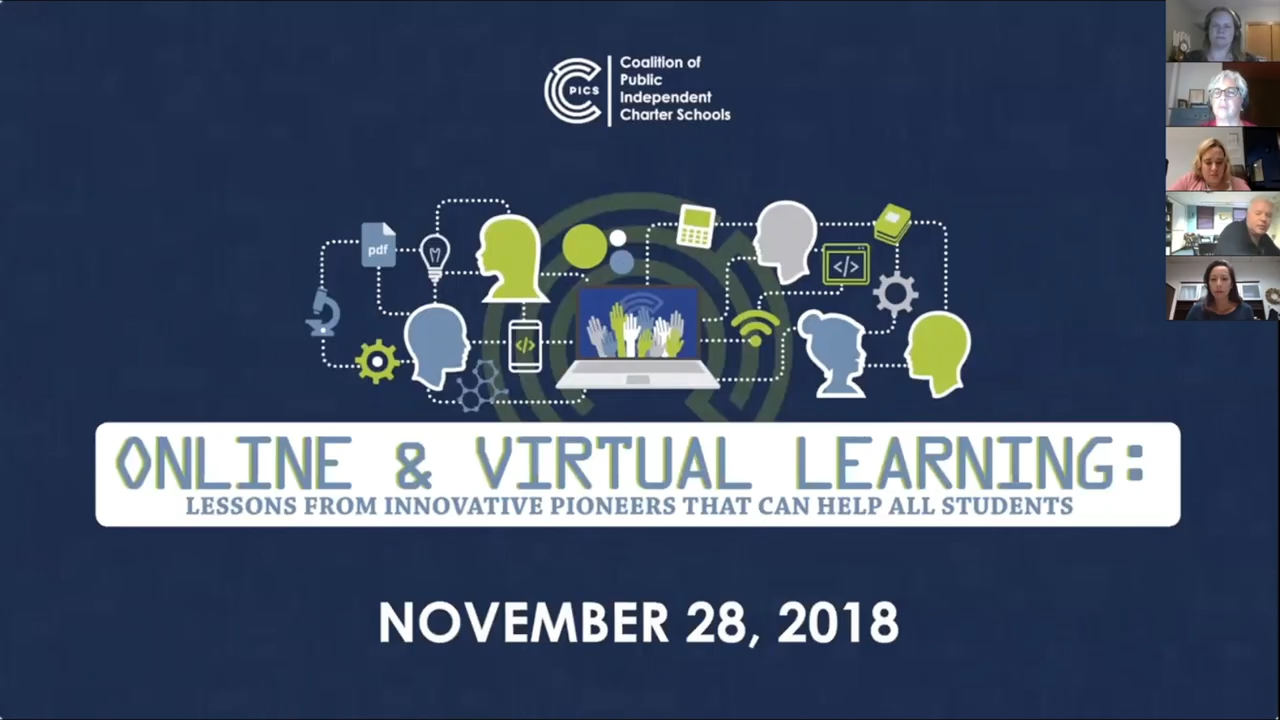 PICS
Coalition of
Public
Independent
Charter Schools
pdf
</>
</>
ONLINE & VIRTUAL LEARNING:
LESSONS FROM INNOVATIVE PIONEERS THAT CAN HELP ALL STUDENTS
NOVEMBER 28, 2018